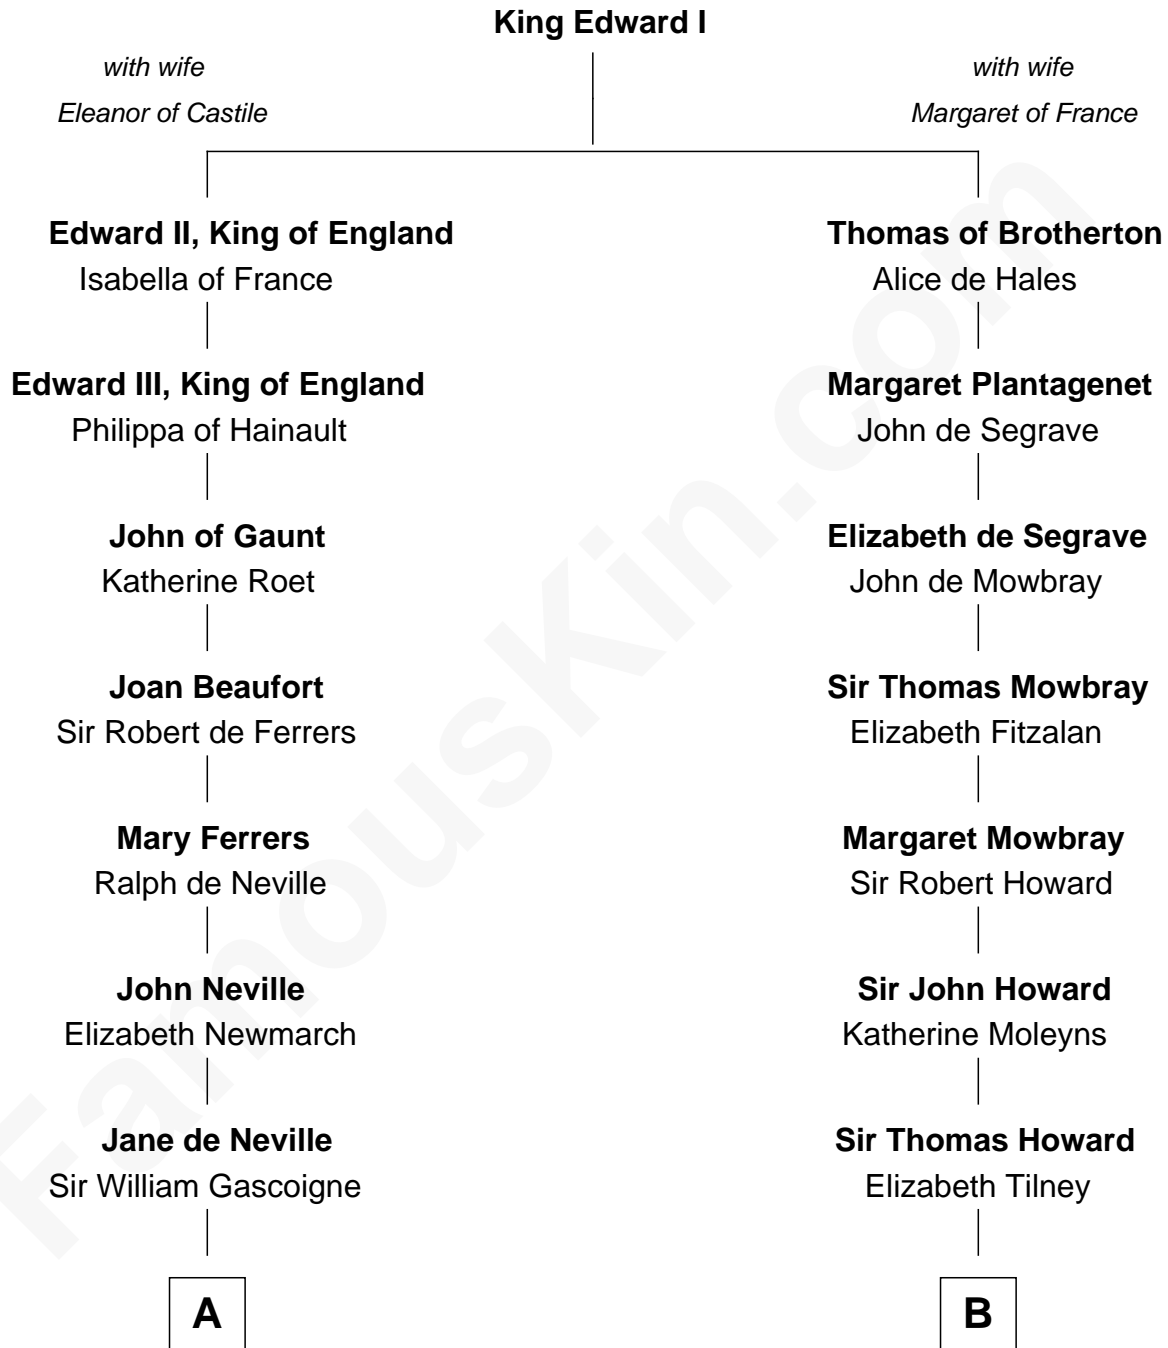 King Edward I
with wife
Eleanor of Castile
with wife
Margaret of France
Edward II, King of England
Isabella of France
Thomas of Brotherton
Alice de Hales
Edward III, King of England
Philippa of Hainault
Margaret Plantagenet
John de Segrave
John of Gaunt
Katherine Roet
Elizabeth de Segrave
John de Mowbray
Joan Beaufort
Sir Robert de Ferrers
Sir Thomas Mowbray
Elizabeth Fitzalan
Mary Ferrers
Ralph de Neville
Margaret Mowbray
Sir Robert Howard
John Neville
Elizabeth Newmarch
Sir John Howard
Katherine Moleyns
Jane de Neville
Sir William Gascoigne
Sir Thomas Howard
Elizabeth Tilney
A
B
FamousKin.com